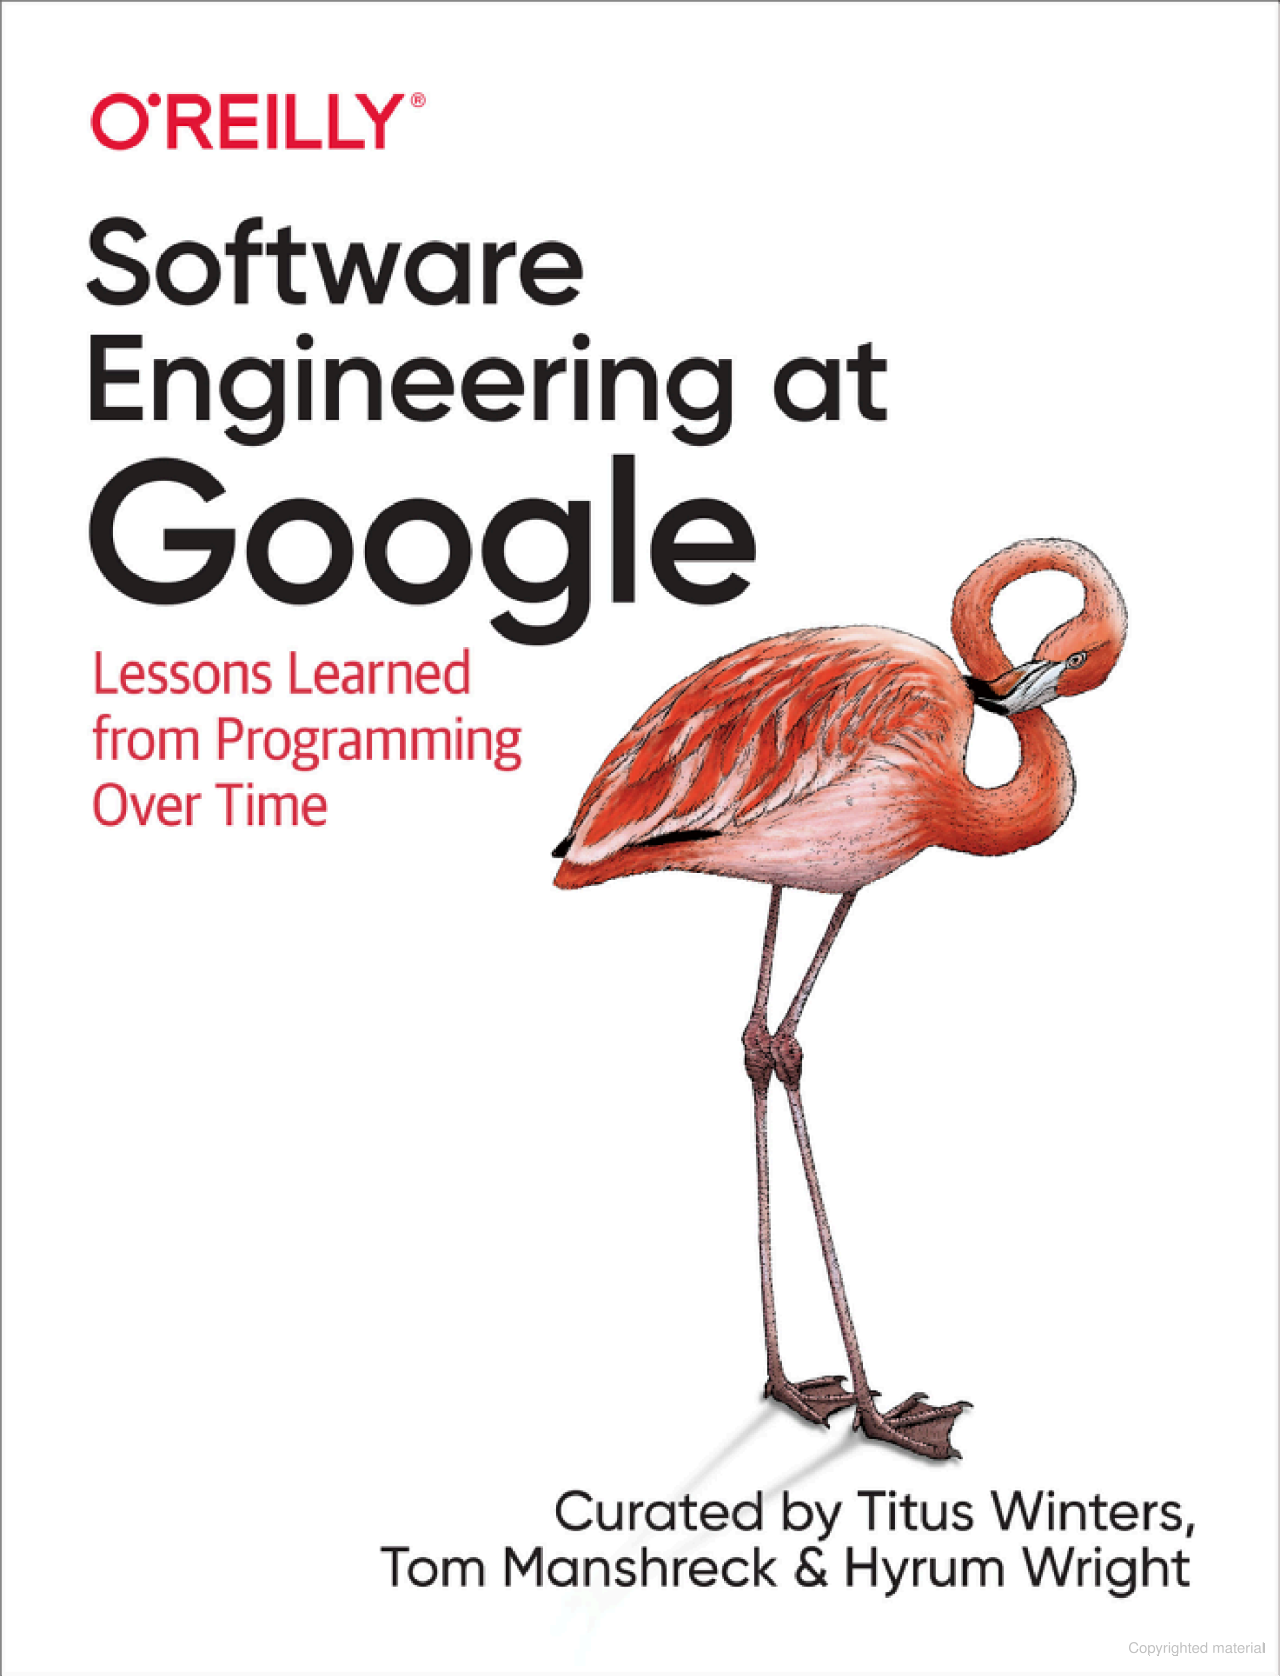 O'REILLY®
Software
Engineering at
Google
Lessons Learned
from Programming
Over Time
Curated by Titus Winters,
Tom Manshreck & Hyrum Wright
Copyrighted material